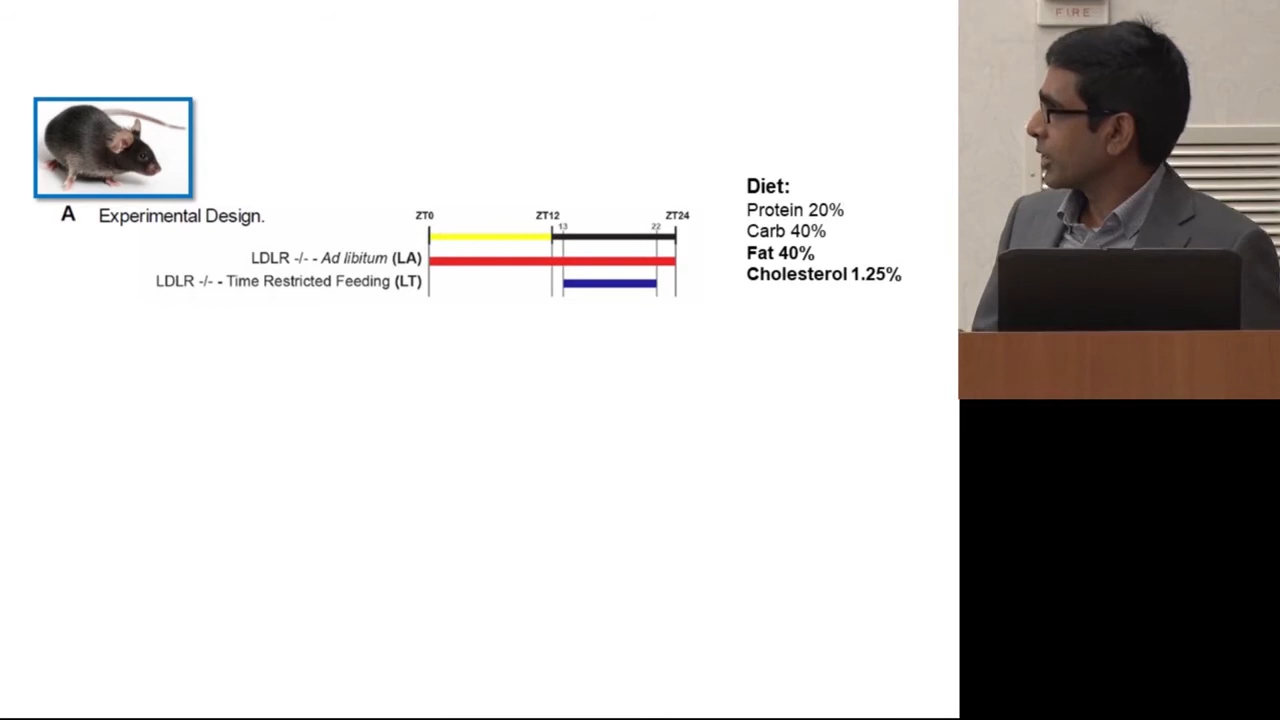 FIRE
Diet:
Protein 20%
Carb 40%
Fat 40%
Cholesterol 1.25%
A Experimental Design.
ZT0 ZT12 ZT24
13 22
LDLR -/- - Ad libitum (LA)
LDLR -/- - Time Restricted Feeding (LT)